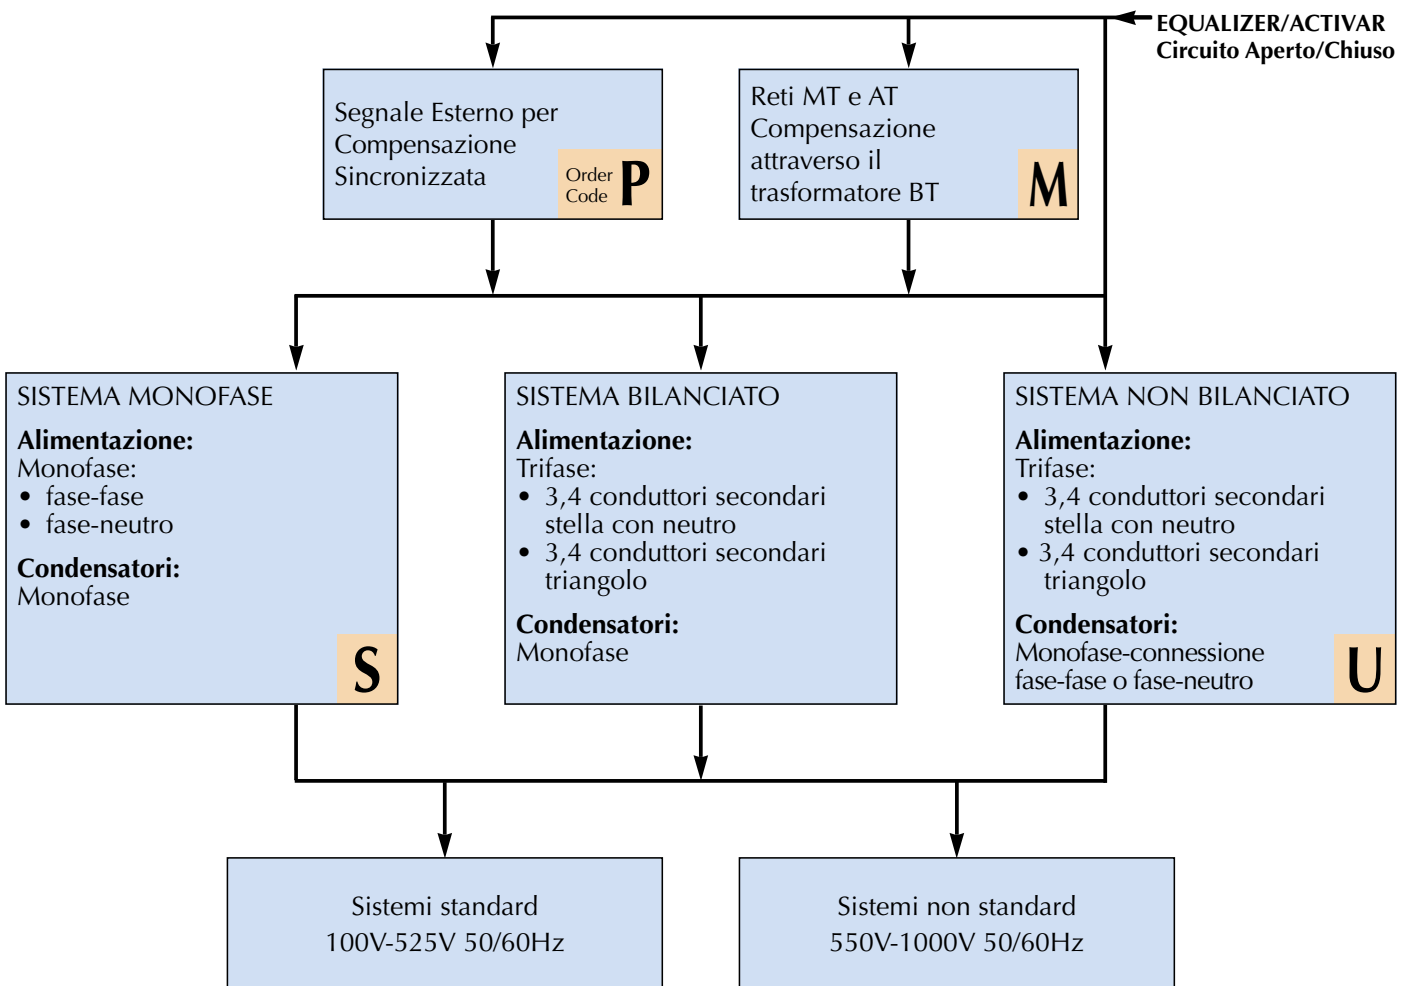 EQUALIZER/ACTIVAR
Circuito Aperto/Chiuso
Segnale Esterno per
Compensazione
Sincronizzata
Order
Code
P
Reti MT e AT
Compensazione
attraverso il
trasformatore BT
M
SISTEMA MONOFASE
Alimentazione:
Monofase:
• fase-fase
• fase-neutro
Condensatori:
Monofase
S
SISTEMA BILANCIATO
Alimentazione:
Trifase:
• 3,4 conduttori secondari
stella con neutro
• 3,4 conduttori secondari
triangolo
Condensatori:
Monofase
SISTEMA NON BILANCIATO
Alimentazione:
Trifase:
• 3,4 conduttori secondari
stella con neutro
• 3,4 conduttori secondari
triangolo
Condensatori:
Monofase-connessione
fase-fase o fase-neutro
U
Sistemi standard
100V-525V 50/60Hz
Sistemi non standard
550V-1000V 50/60Hz